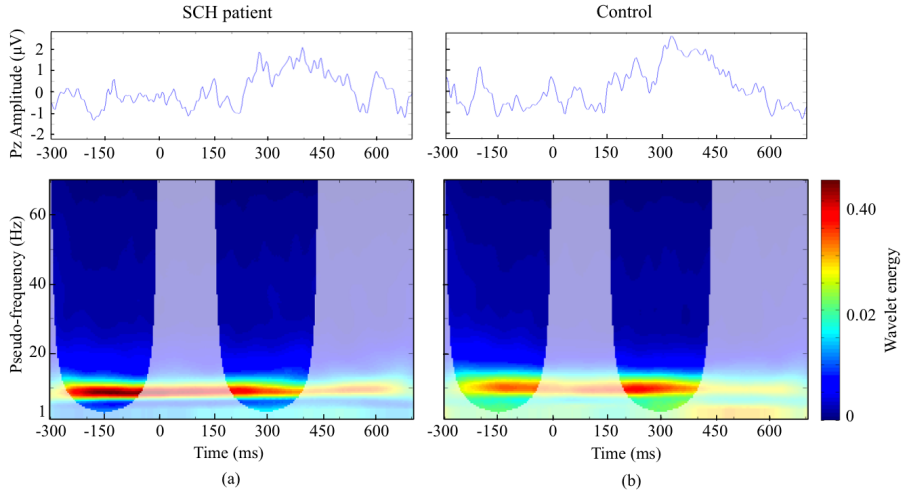 SCH patient
Control
Pz Amplitude (μV)
2
1
0
-1
-2
-300 -150 0 150 300 450 600
-300 -150 0 150 300 450 600
Pseudo-frequency (Hz)
60
40
20
1
-300 -150 0 150 300 450 600
Time (ms)
(a)
-300 -150 0 150 300 450 600
Time (ms)
(b)
0.40
0.02
0
Wavelet energy